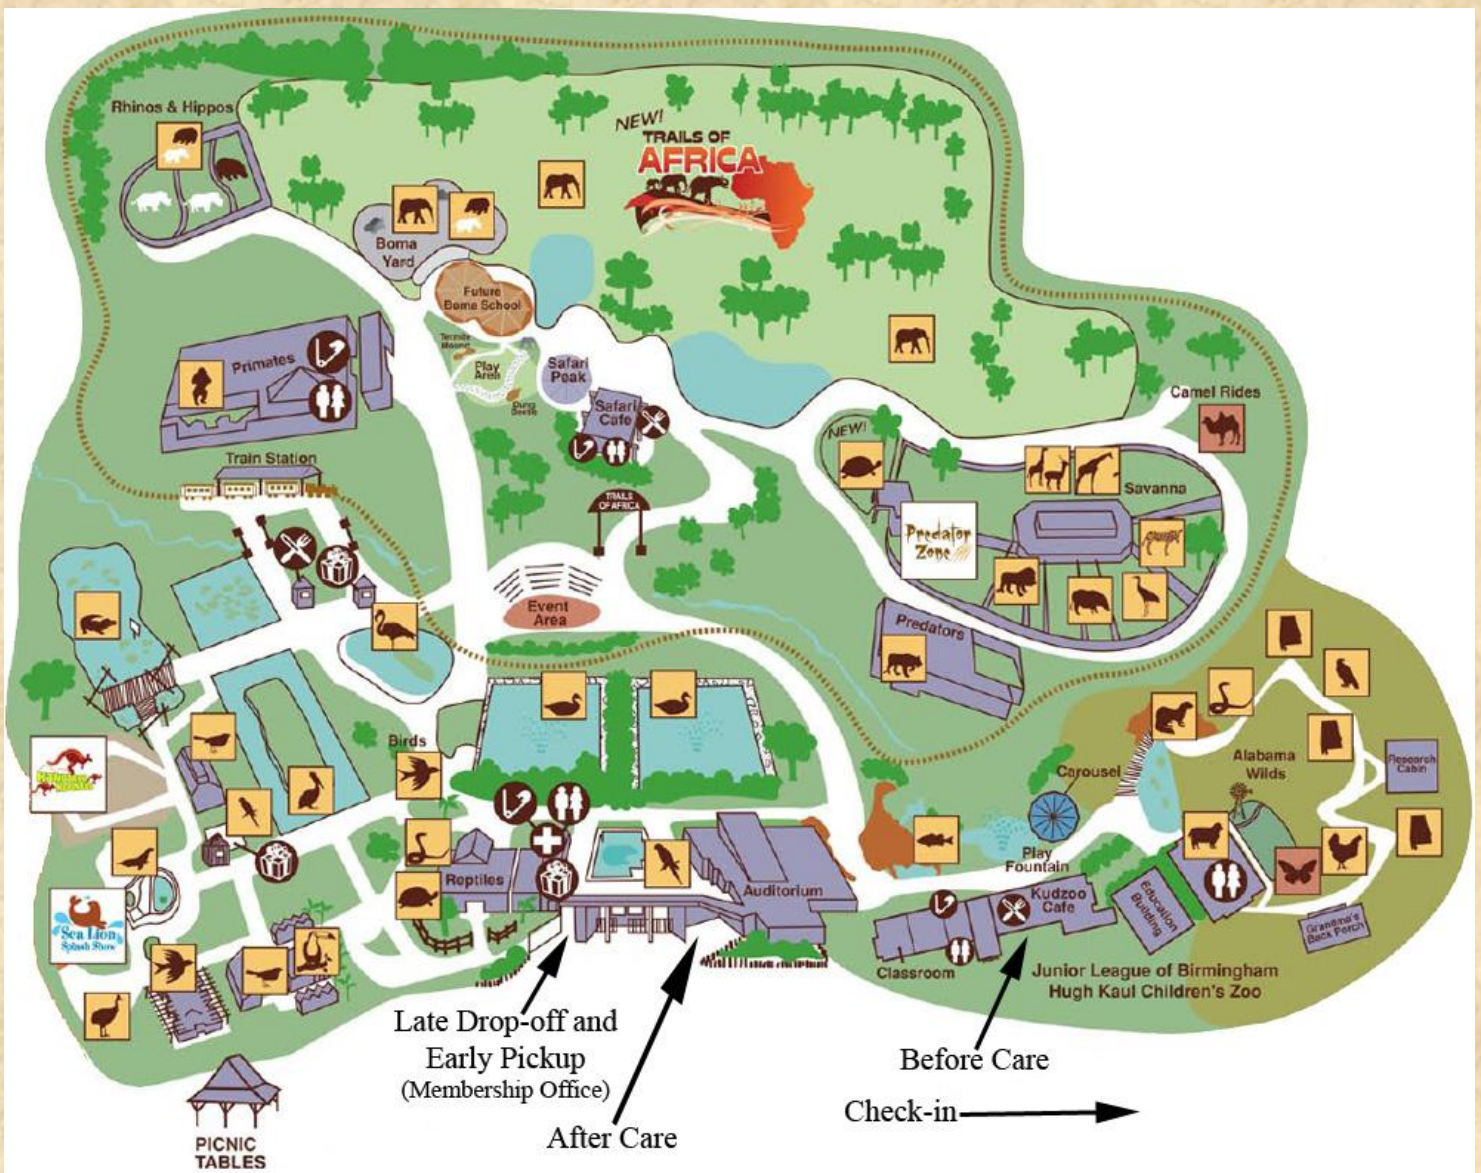 Rhinos & Hippos
NEW!
TRAILS OF
AFRICA
Boma
Yard
Future
Boma School
Termite
Mound
Play
Area
Dung
Beetle
Safari
Peak
Safari
Cafe
Primates
Train Station
Camel Rides
NEW!
Savanna
Predator
Zone
TRAILS
OF AFRICA
Event
Area
Predators
Birds
Alabama
Wilds
Research
Cabin
Carousel
Play
Fountain
Reptiles
Auditorium
Kudzoo
Cafe
Education
Building
Grandma's
Back Porch
Classroom
Junior League of Birmingham
Hugh Kaul Children's Zoo
Sea Lion
Splash Show
Late Drop-off and
Early Pickup
(Membership Office)
After Care
Before Care
Check-in
PICNIC
TABLES